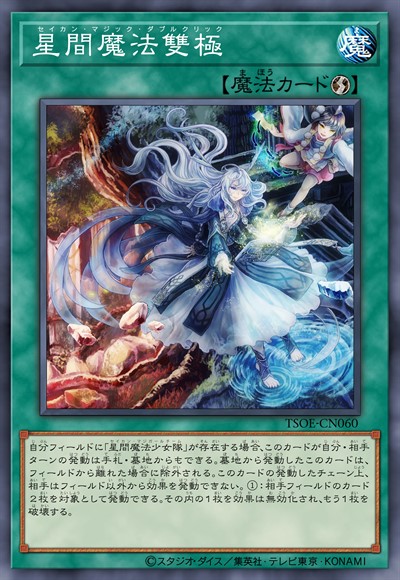 セイカン・マジック・ダブルクリック
星間魔法雙極
魔
【魔法カード】
TSOE-CN060
自分フィールドに「星間魔法少女隊」が存在する場合、このカードが自分・相手
ターンの発動は手札・墓地からもできる。墓地から発動したこのカードは、
フィールドから離れた場合に除外される。このカードの発動したチェーン上、
相手はフィールド以外から効果を発動できない。①:相手フィールドのカード
2枚を対象として発動できる。その内の1枚を効果は無効化され、もう1枚を
破壊する。
©スタジオ・ダイス/集英社・テレビ東京・KONAMI